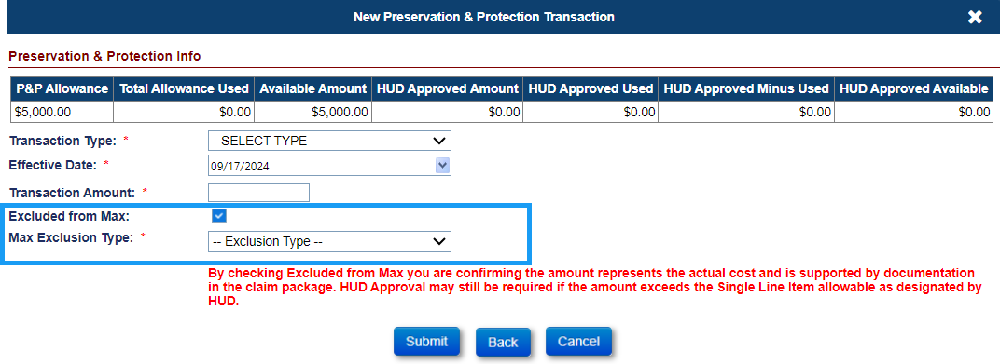 New Preservation & Protection Transaction
Preservation & Protection Info
P&P Allowance Total Allowance Used Available Amount HUD Approved Amount HUD Approved Used HUD Approved Minus Used HUD Approved Available
$5,000.00 $0.00 $5,000.00 $0.00 $0.00 $0.00 $0.00
Transaction Type: * --SELECT TYPE--
Effective Date: * 09/17/2024
Transaction Amount: *
Excluded from Max:
Max Exclusion Type: * -- Exclusion Type --
By checking Excluded from Max you are confirming the amount represents the actual cost and is supported by documentation
in the claim package. HUD Approval may still be required if the amount exceeds the Single Line Item allowable as designated by
HUD.
Submit Back Cancel